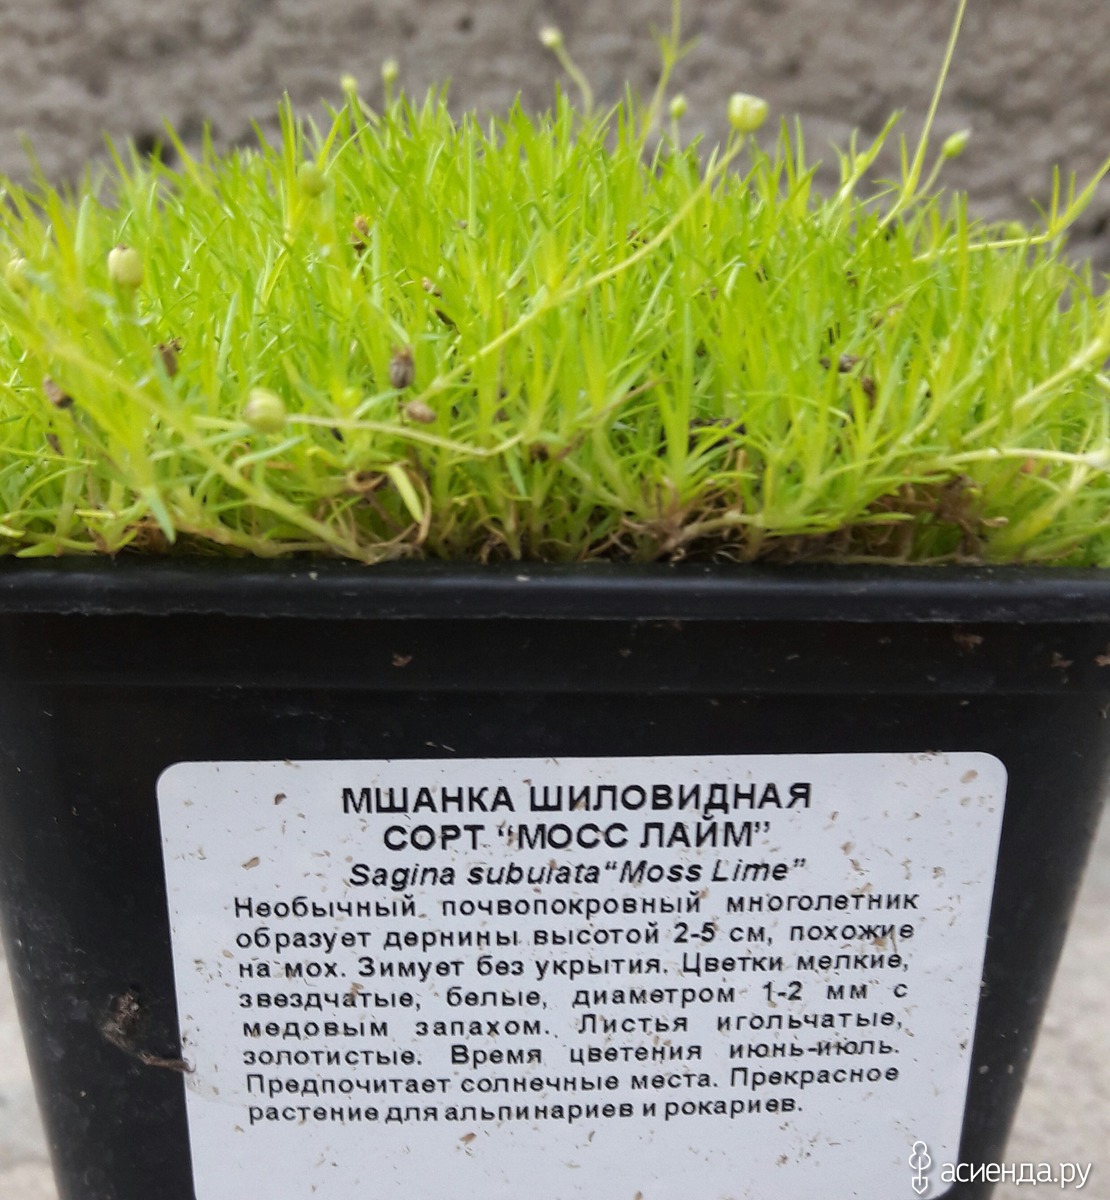 МШАНКА ШИЛОВИДНАЯ
СОРТ “МОСС ЛАЙМ”
Sagina subulata“Moss Lime”
Необычный почвопокровный многолетник
образует дернины высотой 2-5 см, похожие
на мох. Зимует без укрытия. Цветки мелкие,
звездчатые, белые, диаметром 1-2 мм с
медовым запахом. Листья игольчатые,
золотистые. Время цветения июнь-июль.
Предпочитает солнечные места. Прекрасное
растение для альпинариев и рокариев.
асиенда.ру